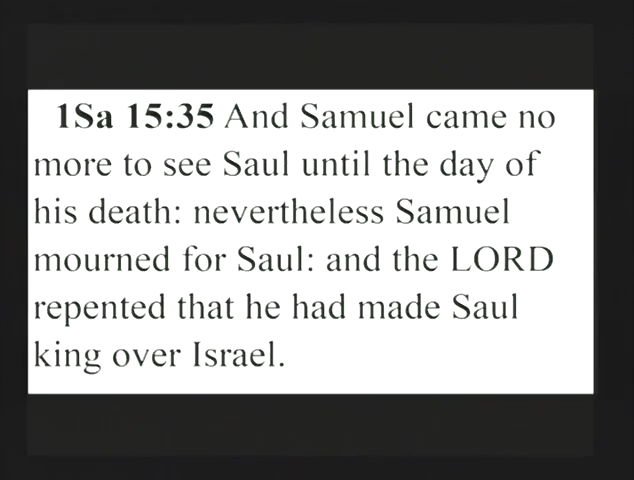 1Sa 15:35 And Samuel came no
more to see Saul until the day of
his death: nevertheless Samuel
mourned for Saul: and the LORD
repented that he had made Saul
king over Israel.